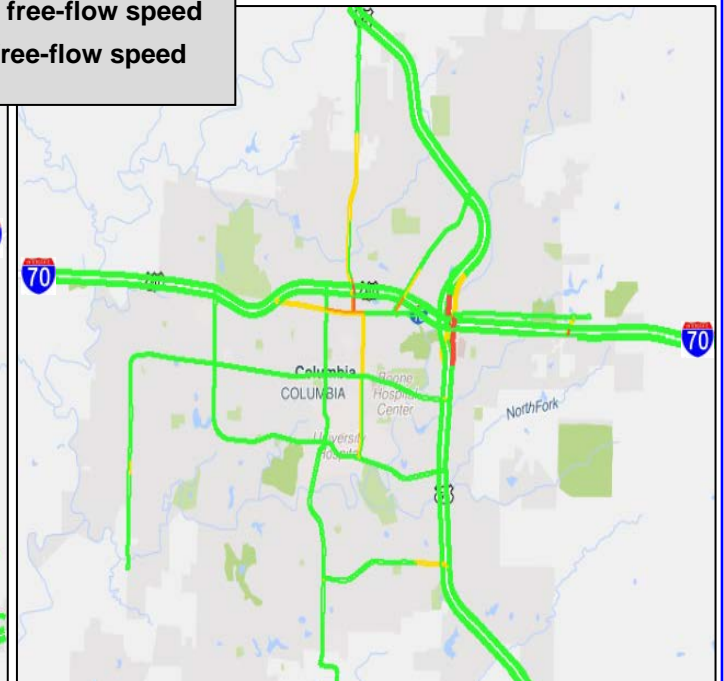 free-flow speed
ree-flow speed
70
70
Columbia
COLUMBIA
Boone
Hospital
Center
University
Hospital
NorthFork